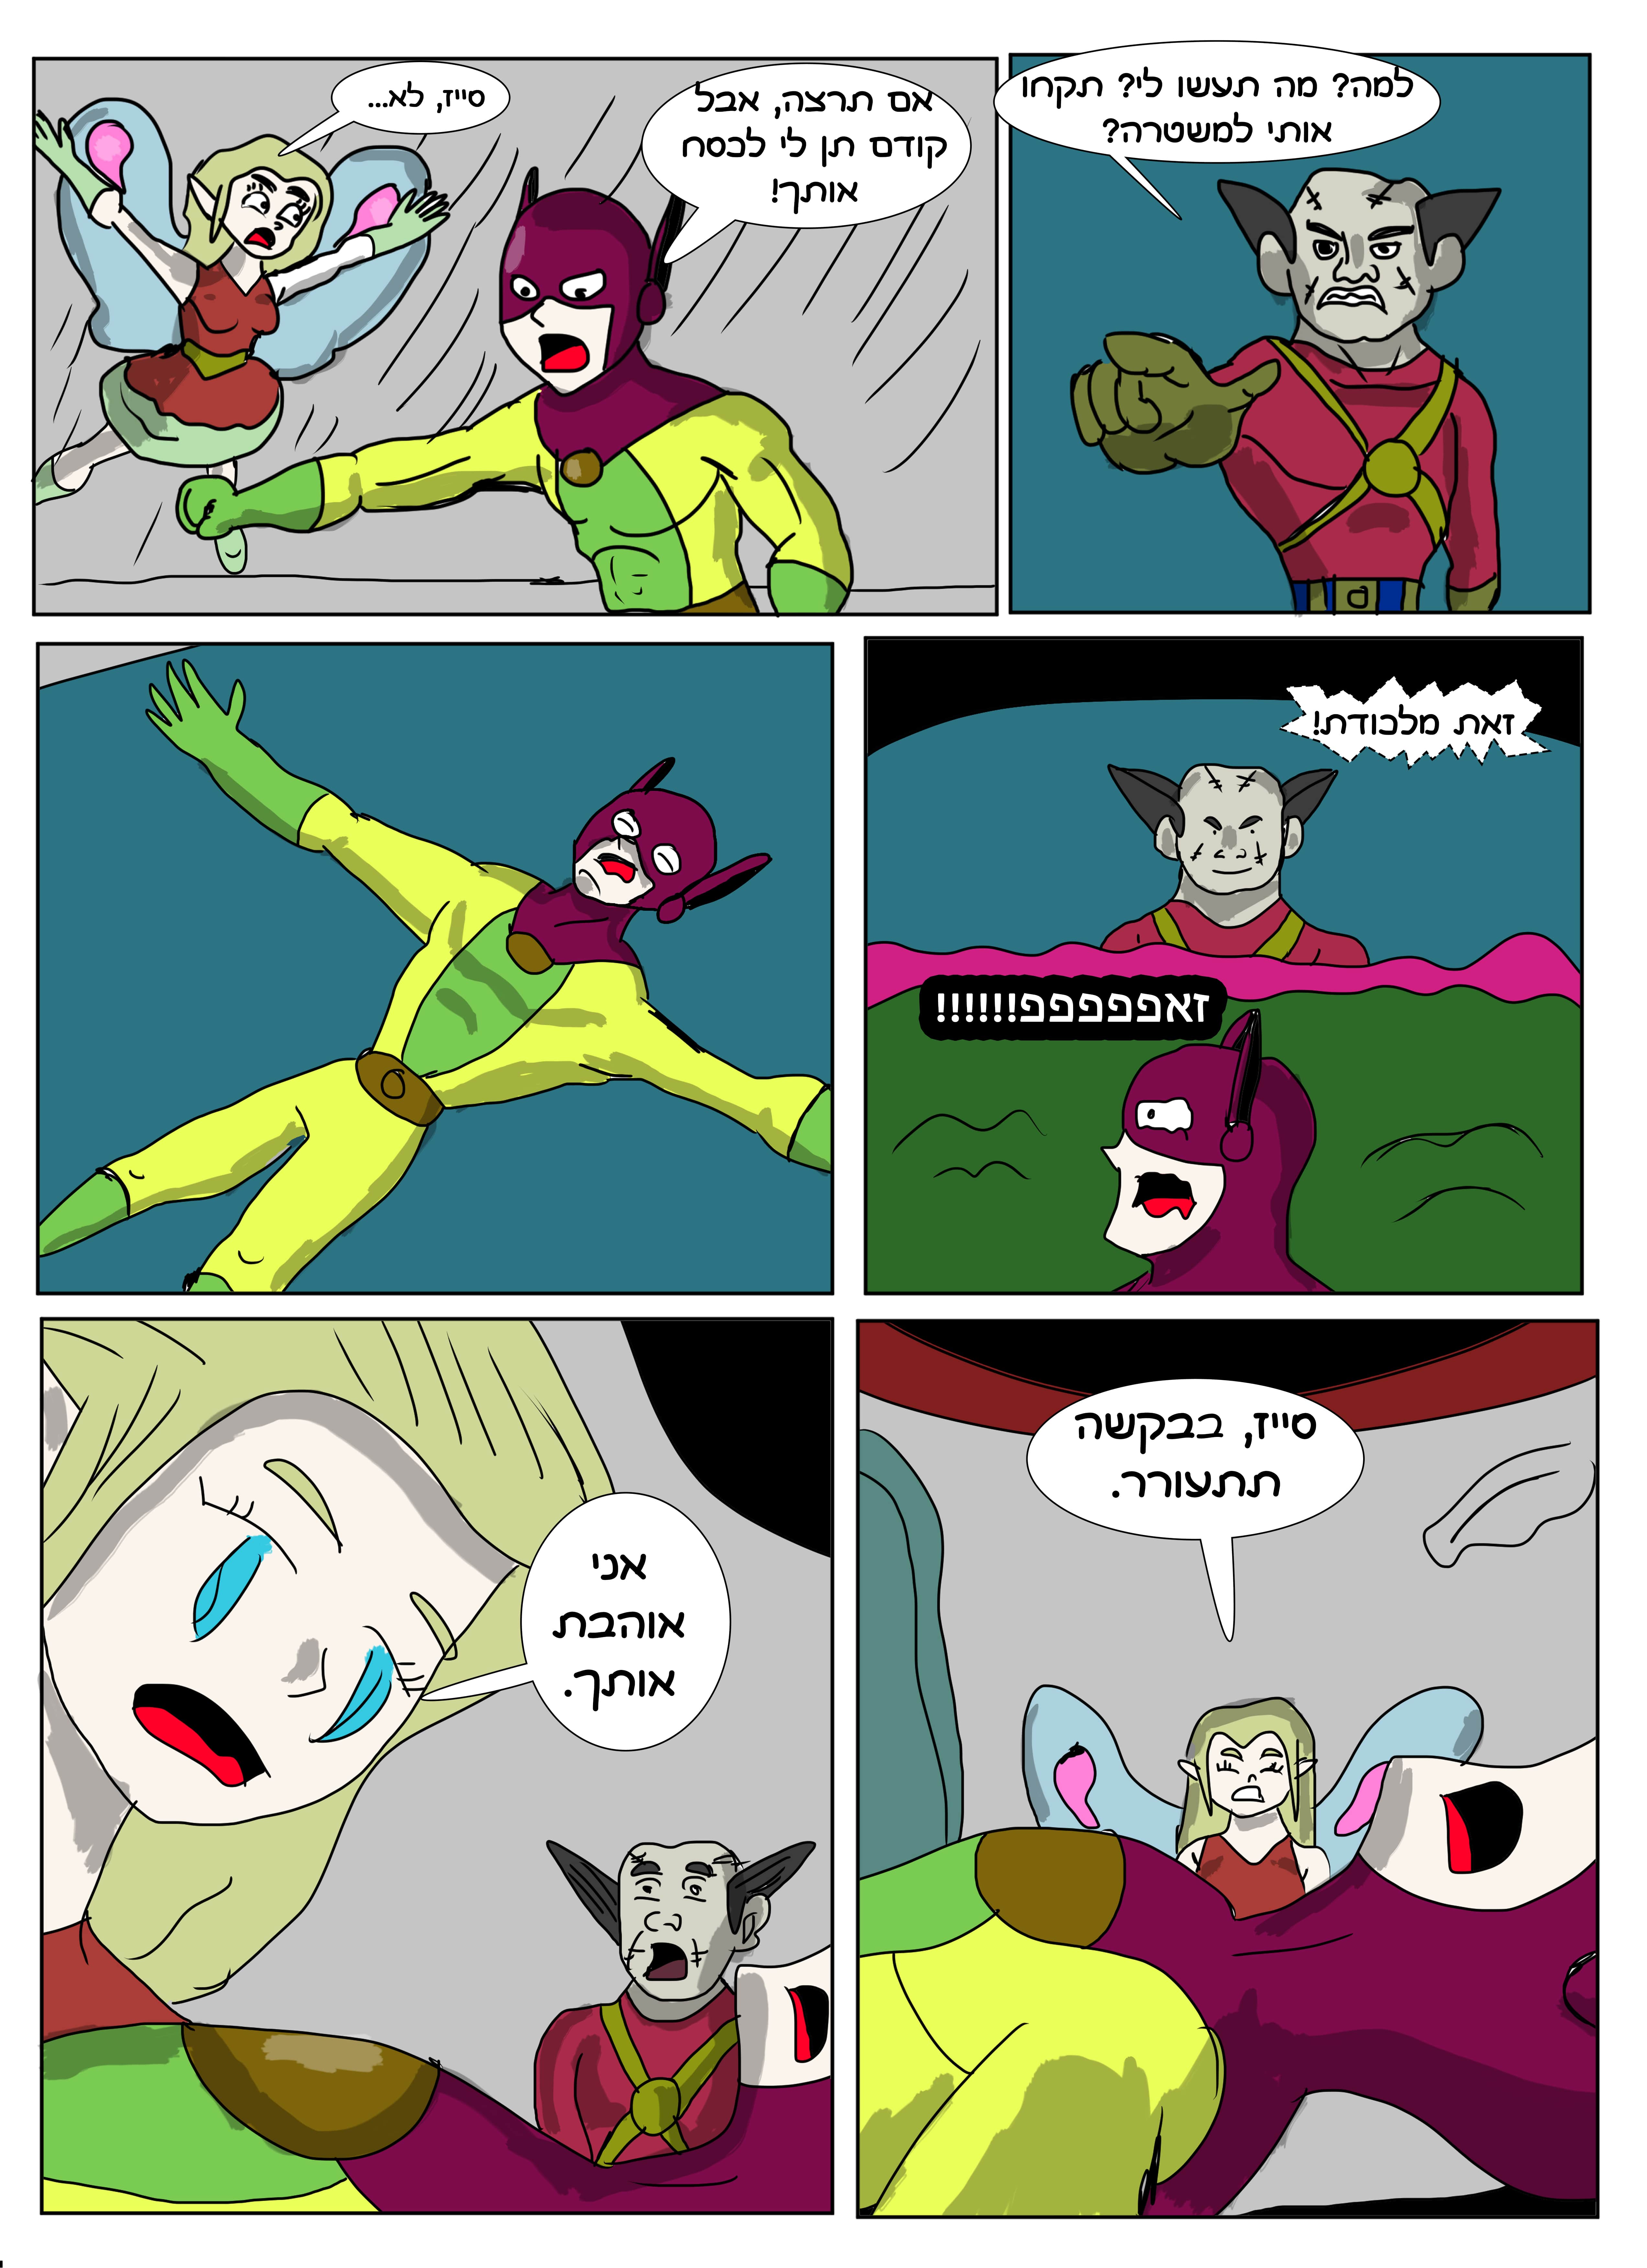 למה? מה תעשו לי? תקחו
אותי למשטרה?
אם תרצה, אבל
קודם תן לי לכסח
אותך!
סייז, לא...
זאת מלכודת!
זאפפפפפ!!!!!!
סייז, בבקשה
תתעורר.
אני
אוהבת
אותך.